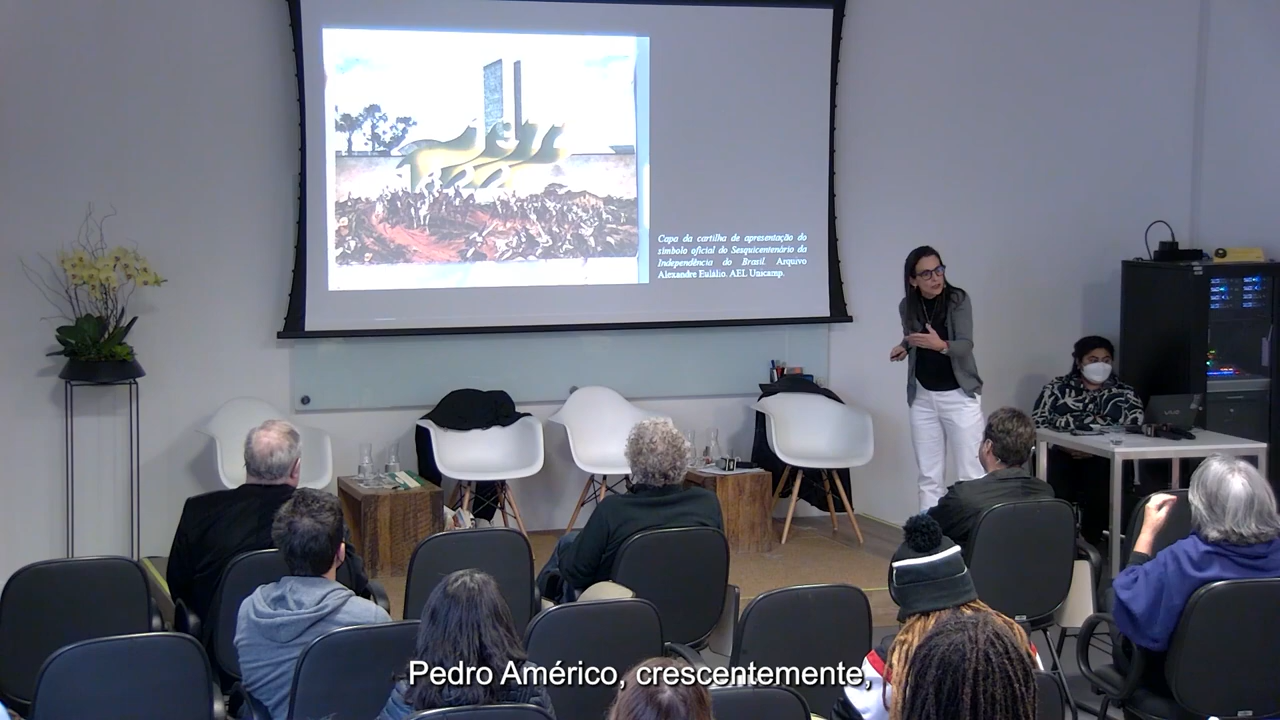 Capa da cartilha de apresentação do
símbolo oficial do Sesquicentenário da
Independência do Brasil. Arquivo
Alexandre Eulálio. AEL Unicamp.
VAIO
Pedro Américo, crescentemente,